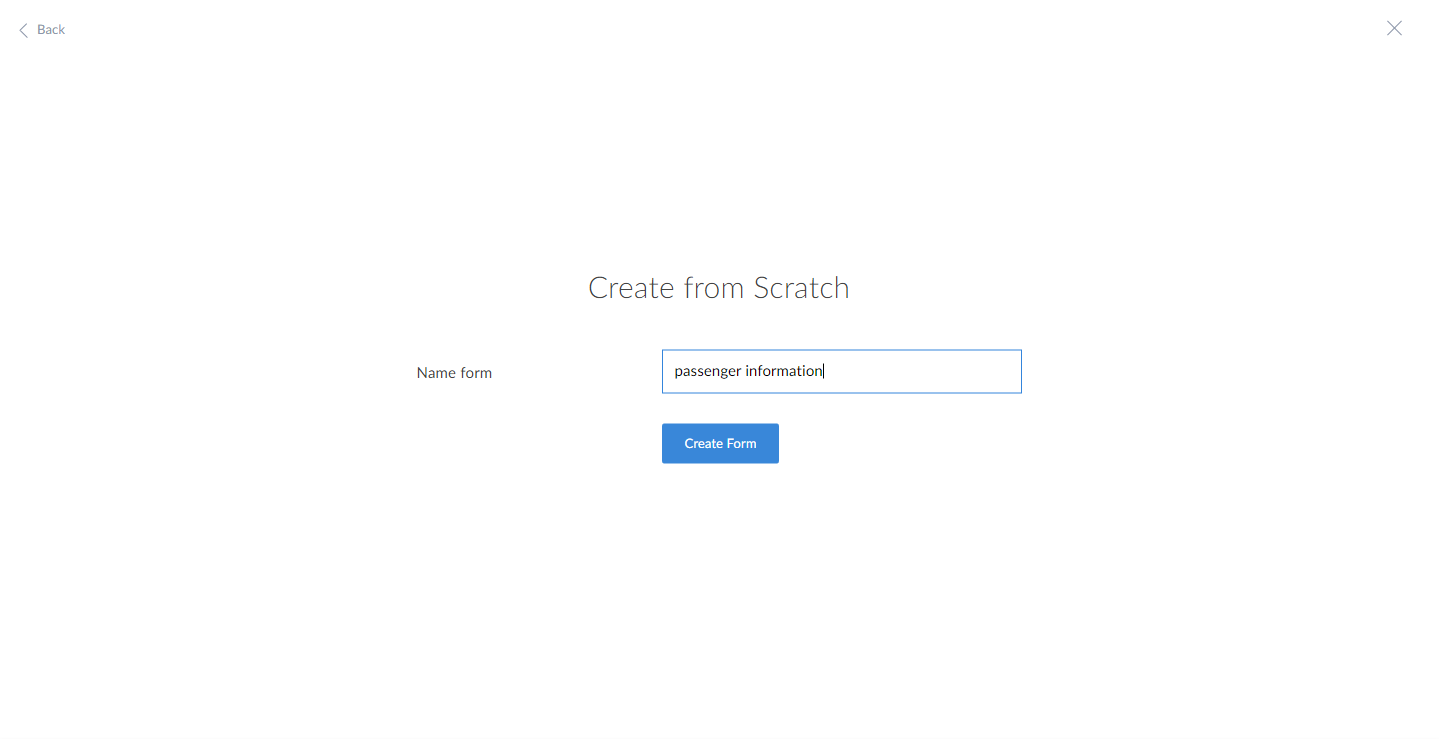 Back
Create from Scratch
Name form
passenger information
Create Form